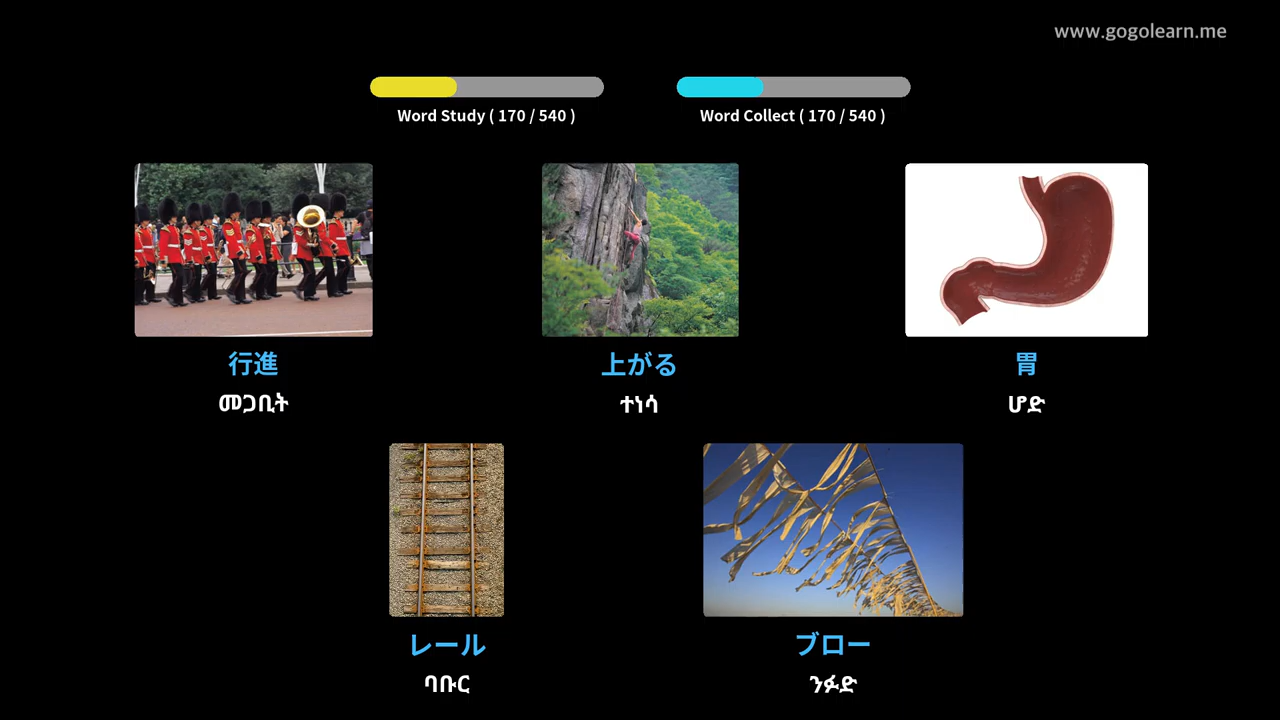 www.gogolearn.me
Word Study ( 170 / 540 )
Word Collect ( 170 / 540 )
行進
መጋቢት
上がる
ተነሳ
胃
ሆድ
レール
ባቡር
ブロー
ንፉድ